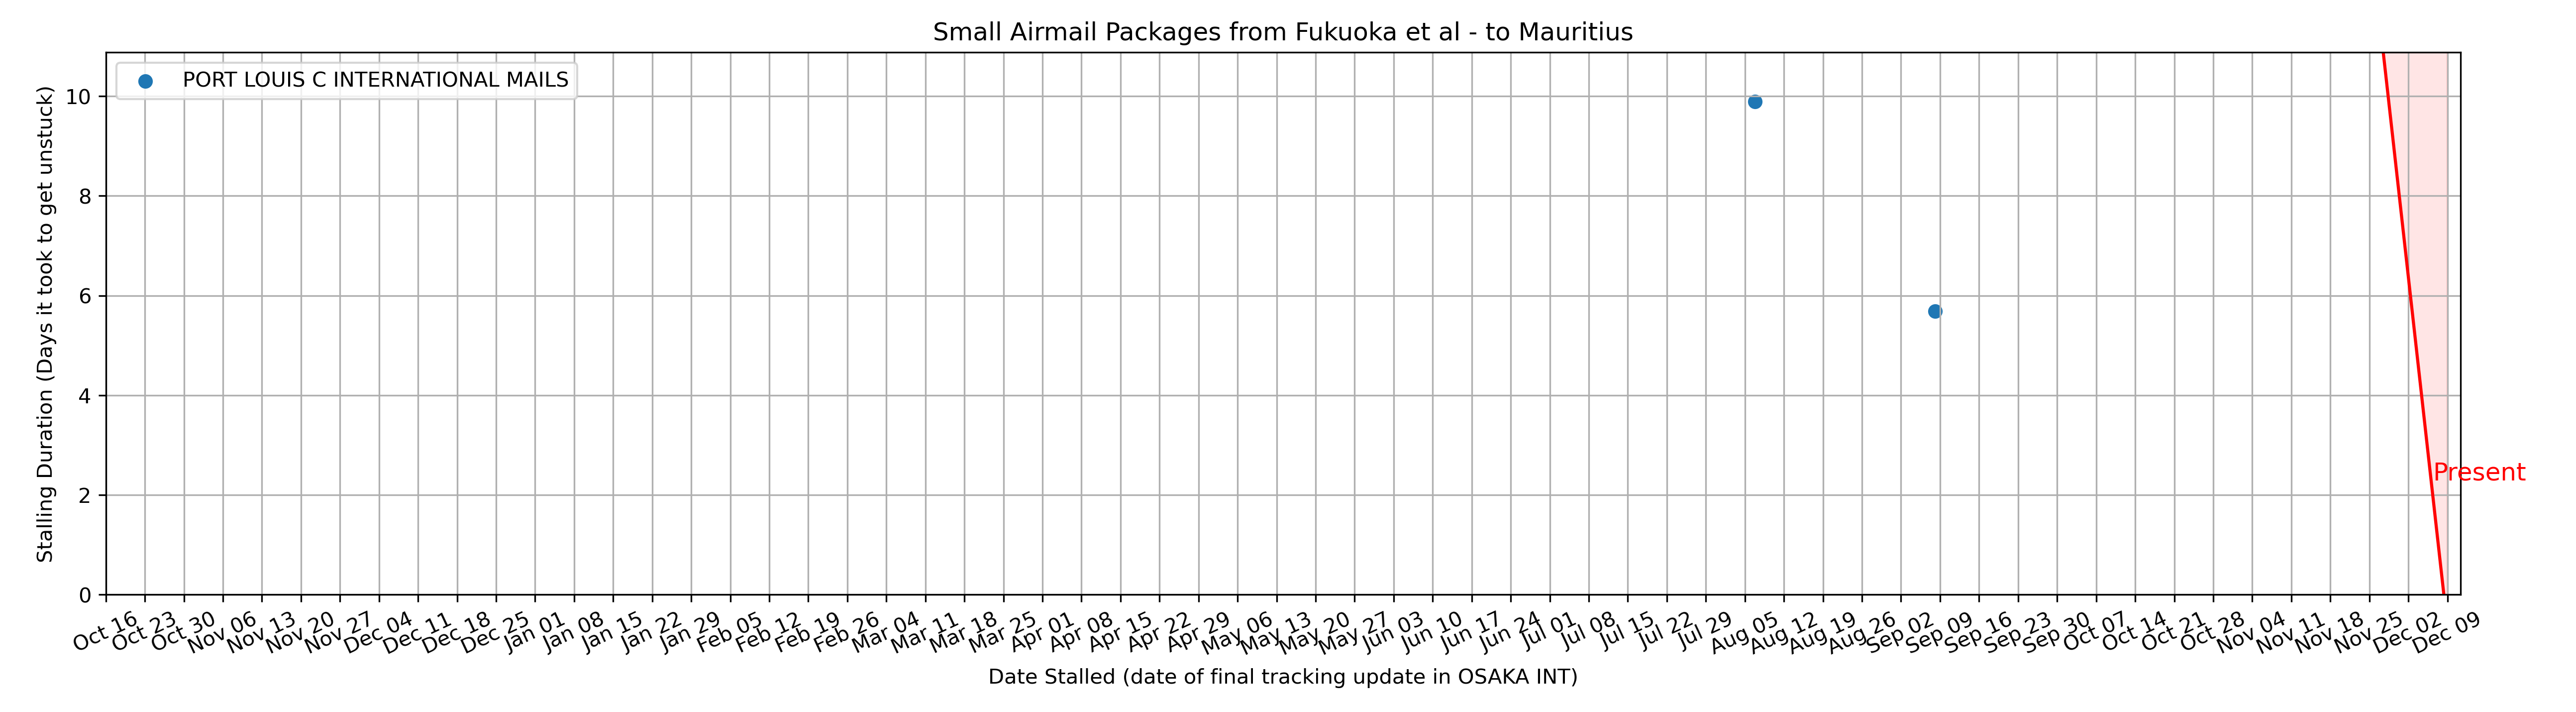 Small Airmail Packages from Fukuoka et al - to Mauritius
PORT LOUIS C INTERNATIONAL MAILS
Stalling Duration (Days it took to get unstuck)
10
8
6
4
2
0
Present
Oct 16
Oct 23
Oct 30
Nov 06
Nov 13
Nov 20
Nov 27
Dec 04
Dec 11
Dec 18
Dec 25
Jan 01
Jan 08
Jan 15
Jan 22
Jan 29
Feb 05
Feb 12
Feb 19
Feb 26
Mar 04
Mar 11
Mar 18
Mar 25
Apr 01
Apr 08
Apr 15
Apr 22
Apr 29
May 06
May 13
May 20
May 27
Jun 03
Jun 10
Jun 17
Jun 24
Jul 01
Jul 08
Jul 15
Jul 22
Jul 29
Aug 05
Aug 12
Aug 19
Aug 26
Sep 02
Sep 09
Sep 16
Sep 23
Sep 30
Oct 07
Oct 14
Oct 21
Oct 28
Nov 04
Nov 11
Nov 18
Nov 25
Dec 02
Dec 09
Date Stalled (date of final tracking update in OSAKA INT)